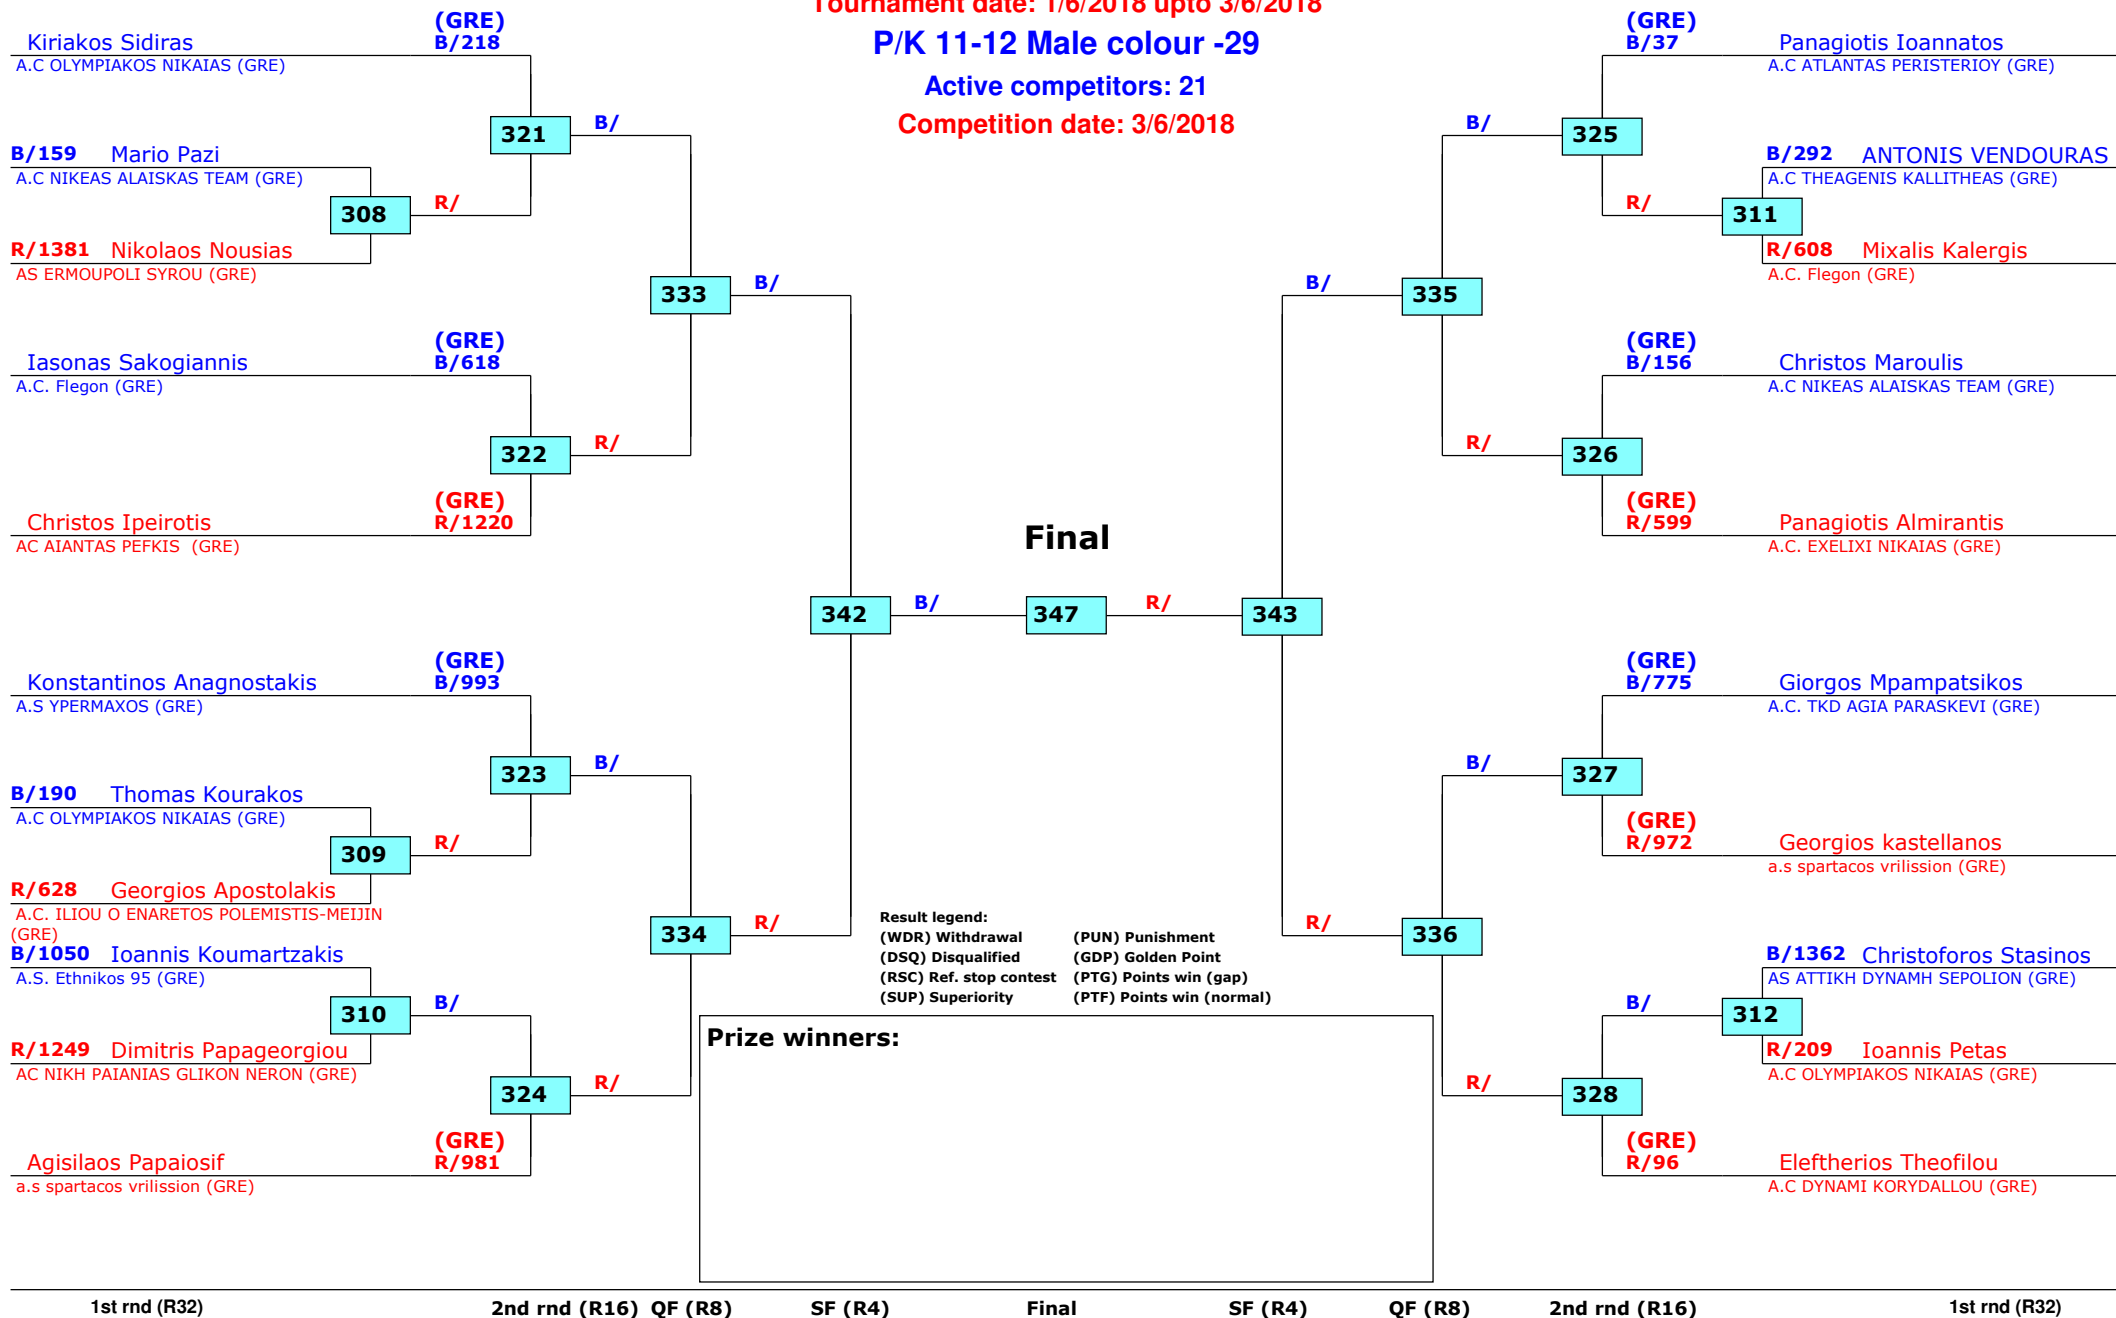 Tournament date: 1/6/2018 upto 3/6/2018
P/K 11-12 Male colour -29
Active competitors: 21
Competition date: 3/6/2018
(GRE)
Kiriakos Sidiras B/218
A.C OLYMPIAKOS NIKAIAS (GRE)
321 B/
B/159 Mario Pazi
A.C NIKEAS ALAISKAS TEAM (GRE)
308 R/
R/1381 Nikolaos Nousias
AS ERMOUPOLI SYROU (GRE)
333 B/
(GRE)
Iasonas Sakogiannis B/618
A.C. Flegon (GRE)
322 R/
(GRE)
Christos Ipeirotis R/1220
AC AIANTAS PEFKIS (GRE)
342 B/
(GRE)
Konstantinos Anagnostakis B/993
A.S YPERMAXOS (GRE)
323 B/
B/190 Thomas Kourakos
A.C OLYMPIAKOS NIKAIAS (GRE)
309 R/
R/628 Georgios Apostolakis
A.C. ILIOU O ENARETOS POLEMISTIS-MEIJIN
(GRE)
334 R/
B/1050 Ioannis Koumartzakis
A.S. Ethnikos 95 (GRE)
310 B/
R/1249 Dimitris Papageorgiou
AC NIKH PAIANIAS GLIKON NERON (GRE)
324 R/
(GRE)
Agisilaos Papaiosif R/981
a.s spartacos vrilission (GRE)
Final
347
(GRE)
B/37 Panagiotis Ioannatos
A.C ATLANTAS PERISTERIOY (GRE)
B/ 325
B/292 ANTONIS VENDOURAS
A.C THEAGENIS KALLITHEAS (GRE)
R/ 311
R/608 Mixalis Kalergis
A.C. Flegon (GRE)
B/ 335
(GRE)
B/156 Christos Maroulis
A.C NIKEAS ALAISKAS TEAM (GRE)
R/ 326
(GRE)
R/599 Panagiotis Almirantis
A.C. EXELIXI NIKAIAS (GRE)
R/ 343
(GRE)
B/775 Giorgos Mpampatsikos
A.C. TKD AGIA PARASKEVI (GRE)
B/ 327
(GRE)
R/972 Georgios kastellanos
a.s spartacos vrilission (GRE)
R/ 336
B/1362 Christoforos Stasinos
AS ATTIKH DYNAMH SEPOLION (GRE)
B/ 312
R/209 Ioannis Petas
A.C OLYMPIAKOS NIKAIAS (GRE)
R/ 328
(GRE)
R/96 Eleftherios Theofilou
A.C DYNAMI KORYDALLOU (GRE)
Result legend:
(WDR) Withdrawal (PUN) Punishment
(DSQ) Disqualified (GDP) Golden Point
(RSC) Ref. stop contest (PTG) Points win (gap)
(SUP) Superiority (PTF) Points win (normal)
Prize winners:
1st rnd (R32) 2nd rnd (R16) QF (R8) SF (R4) Final SF (R4) QF (R8) 2nd rnd (R16) 1st rnd (R32)